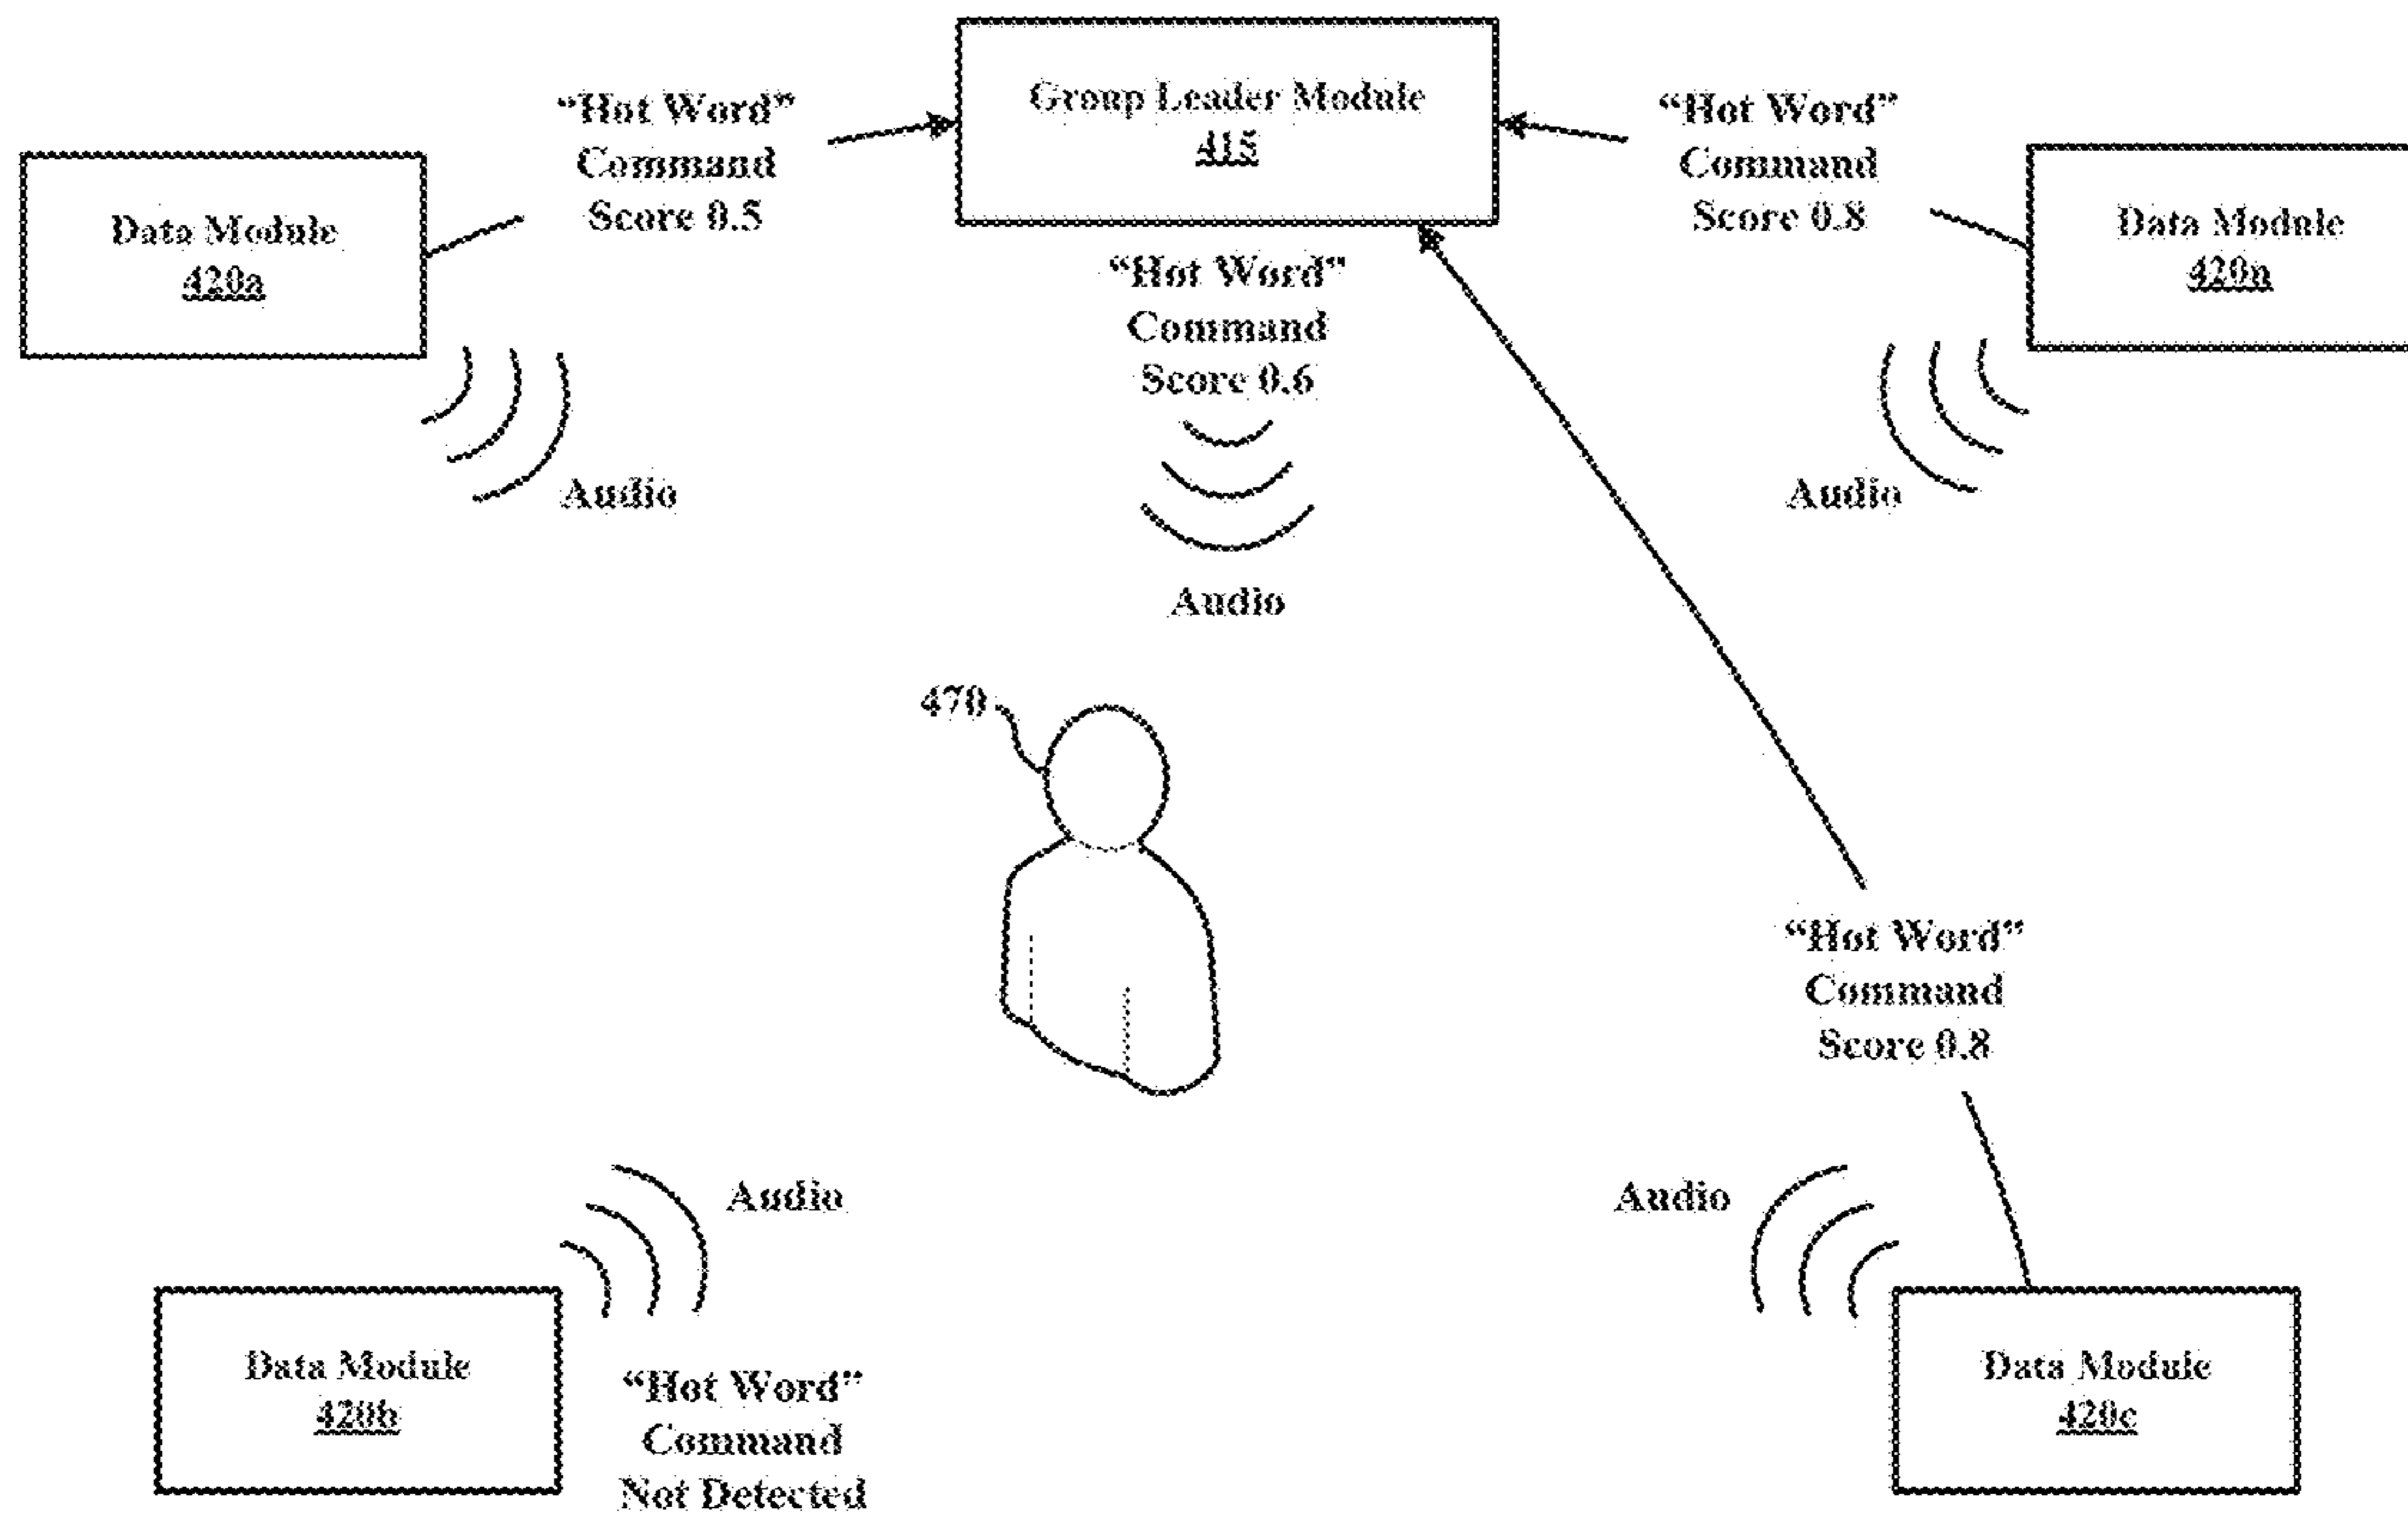 Group Leader Module
415
“Hot Word”
Command
Score 0.5
“Hot Word”
Command
Score 0.8
Data Module
420a
Data Module
420n
“Hot Word”
Command
Score 0.6
Audio
Audio
Audio
470
“Hot Word”
Command
Score 0.8
Audio
Audio
Data Module
420b
“Hot Word”
Command
Not Detected
Data Module
420c